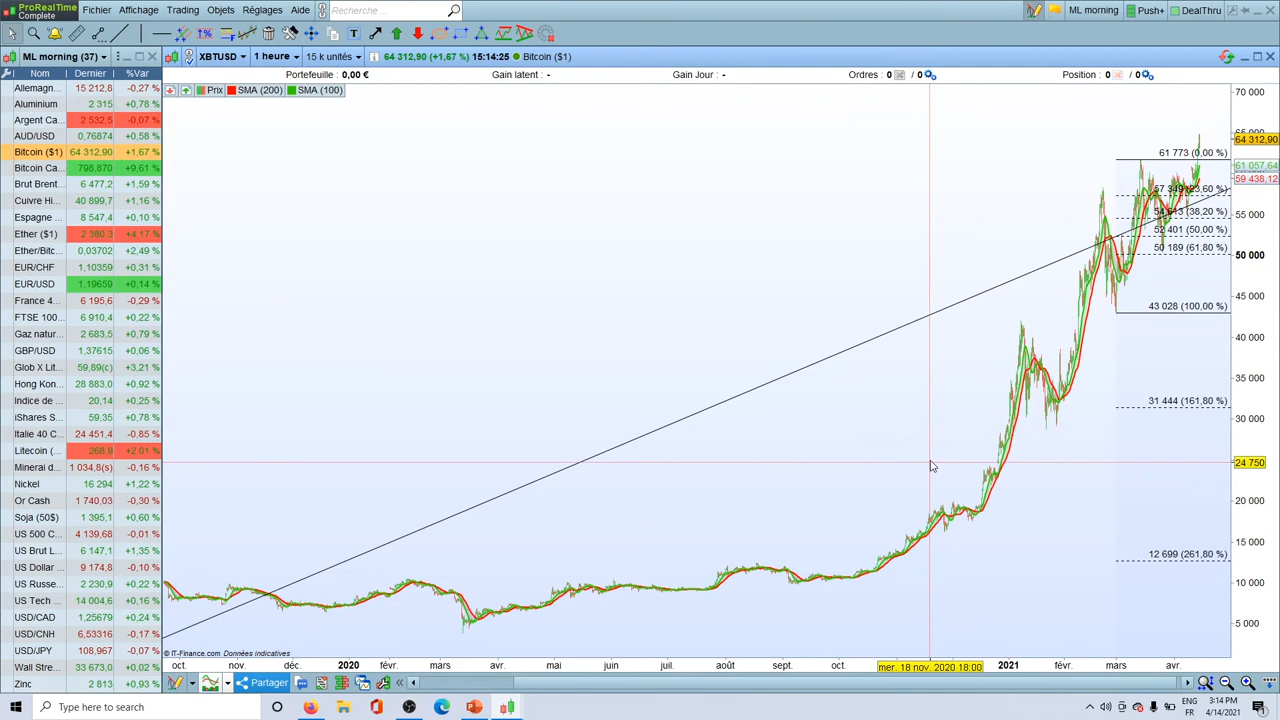 ProRealTime
Complete
Fichier Affichage Trading Objets Réglages Aide Recherche ... ML morning Push+ DealThru
ML morning (37) XBTUSD 1 heure 15 k unités 64 312,90 (+1,67 %) 15:14:25 Bitcoin ($1)
Nom Dernier %Var
Portefeuille : 0,00 € Gain latent : - Gain Jour : - Ordres : 0 / 0 Position : 0 / 0
Prix SMA (200) SMA (100)
Allemagn... 15 212,8 -0,27 %
Aluminium 2 315 +0,78 %
Argent Ca... 2 532,5 -0,07 %
AUD/USD 0,76874 +0,58 %
Bitcoin ($1) 64 312,90 +1,67 %
Bitcoin Ca... 798,870 +9,61 %
Brut Brent... 6 477,2 +1,59 %
Cuivre Hi... 40 899,7 +1,16 %
Espagne ... 8 547,4 +0,10 %
Ether ($1) 2 380,3 +4,17 %
Ether/Bitc... 0,03702 +2,49 %
EUR/CHF 1,10359 +0,31 %
EUR/USD 1,19659 +0,14 %
France 4... 6 195,6 -0,29 %
FTSE 100... 6 910,4 +0,22 %
Gaz natur... 2 683,5 +0,79 %
GBP/USD 1,37615 +0,06 %
Glob X Lit... 59,89(c) +3,21 %
Hong Kon... 28 883,0 +0,92 %
Indice de ... 20,14 +0,25 %
iShares S... 59,35 +0,78 %
Italie 40 C... 24 451,4 -0,85 %
Litecoin (... 268,9 +2,01 %
Minerai d... 1 034,8(s) -0,16 %
Nickel 16 294 +1,22 %
Or Cash 1 740,03 -0,30 %
Soja (50$) 1 395,1 +0,60 %
US 500 C... 4 139,68 -0,01 %
US Brut L... 6 147,1 +1,35 %
US Dollar ... 9 174,8 -0,10 %
US Russe... 2 230,9 +0,22 %
US Tech ... 14 004,6 +0,16 %
USD/CAD 1,25679 +0,24 %
USD/CNH 6,53316 -0,17 %
USD/JPY 108,967 -0,07 %
Wall Stre... 33 673,0 +0,02 %
Zinc 2 813 +0,93 %
70 000
64 312,90
61 773 (0,00 %)
61 057,64
59 438,12
57 349 (23,60 %)
(38,20 %)
55 000
52 401 (50,00 %)
50 189 (61,80 %)
50 000
45 000
43 028 (100,00 %)
40 000
35 000
31 444 (161,80 %)
30 000
24 750
20 000
15 000
12 699 (261,80 %)
10 000
5 000
© IT-Finance.com Données indicatives
oct. nov. déc. 2020 févr. mars avr. mai juin juil. août sept. oct. mer. 18 nov. 2020 18:00 2021 févr. mars avr.
Partager
Type here to search
ENG 3:14 PM
FR 4/14/2021